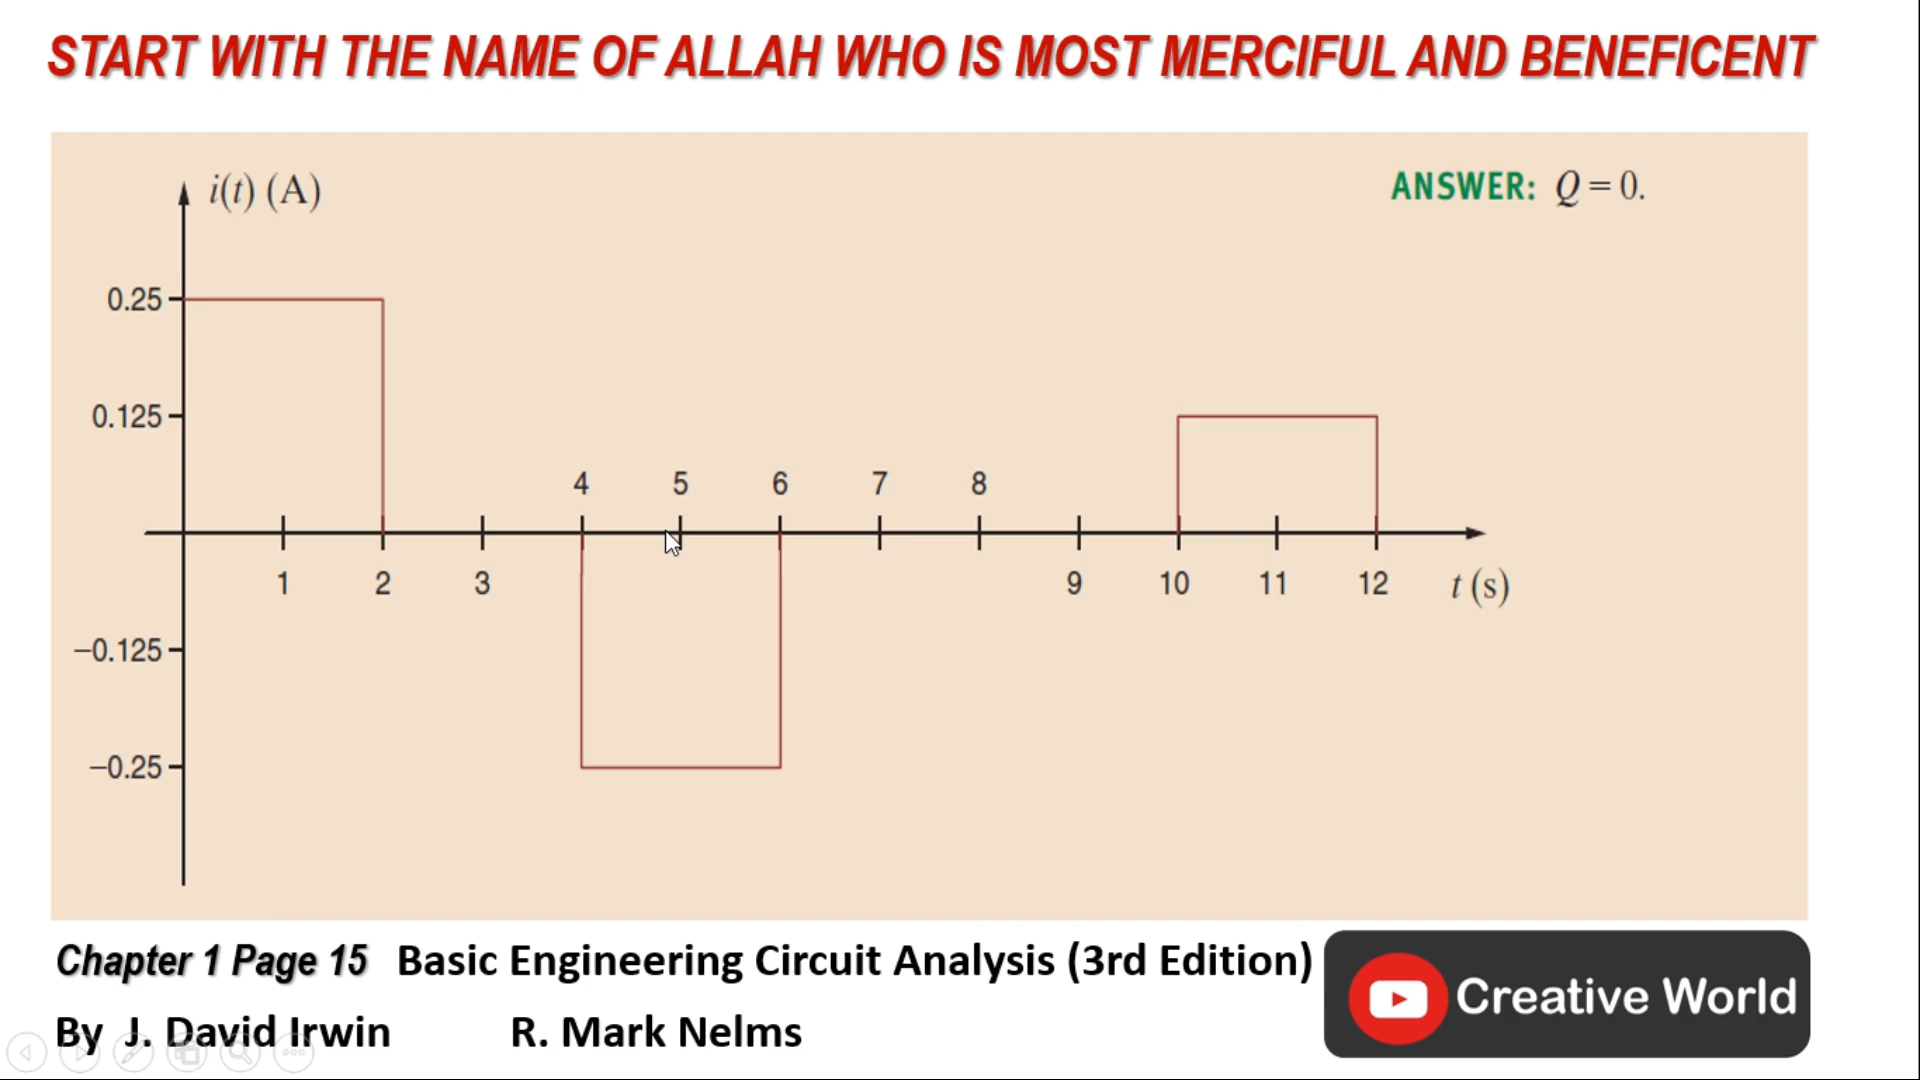 START WITH THE NAME OF ALLAH WHO IS MOST MERCIFUL AND BENEFICENT
i(t) (A)
ANSWER: Q = 0.
0.25
0.125
4 5 6 7 8
1 2 3 9 10 11 12 t (s)
−0.125
−0.25
Chapter 1 Page 15 Basic Engineering Circuit Analysis (3rd Edition)
By J. David Irwin R. Mark Nelms
Creative World